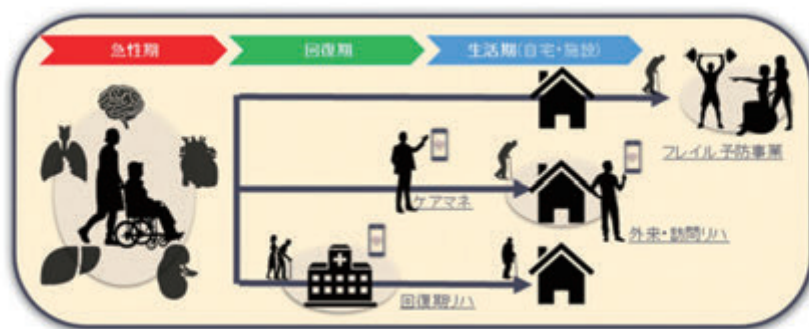 急性期
回復期
生活期(自宅・施設)
フレイル予防事業
ケアマネ
外来・訪問リハ
回復期リハ